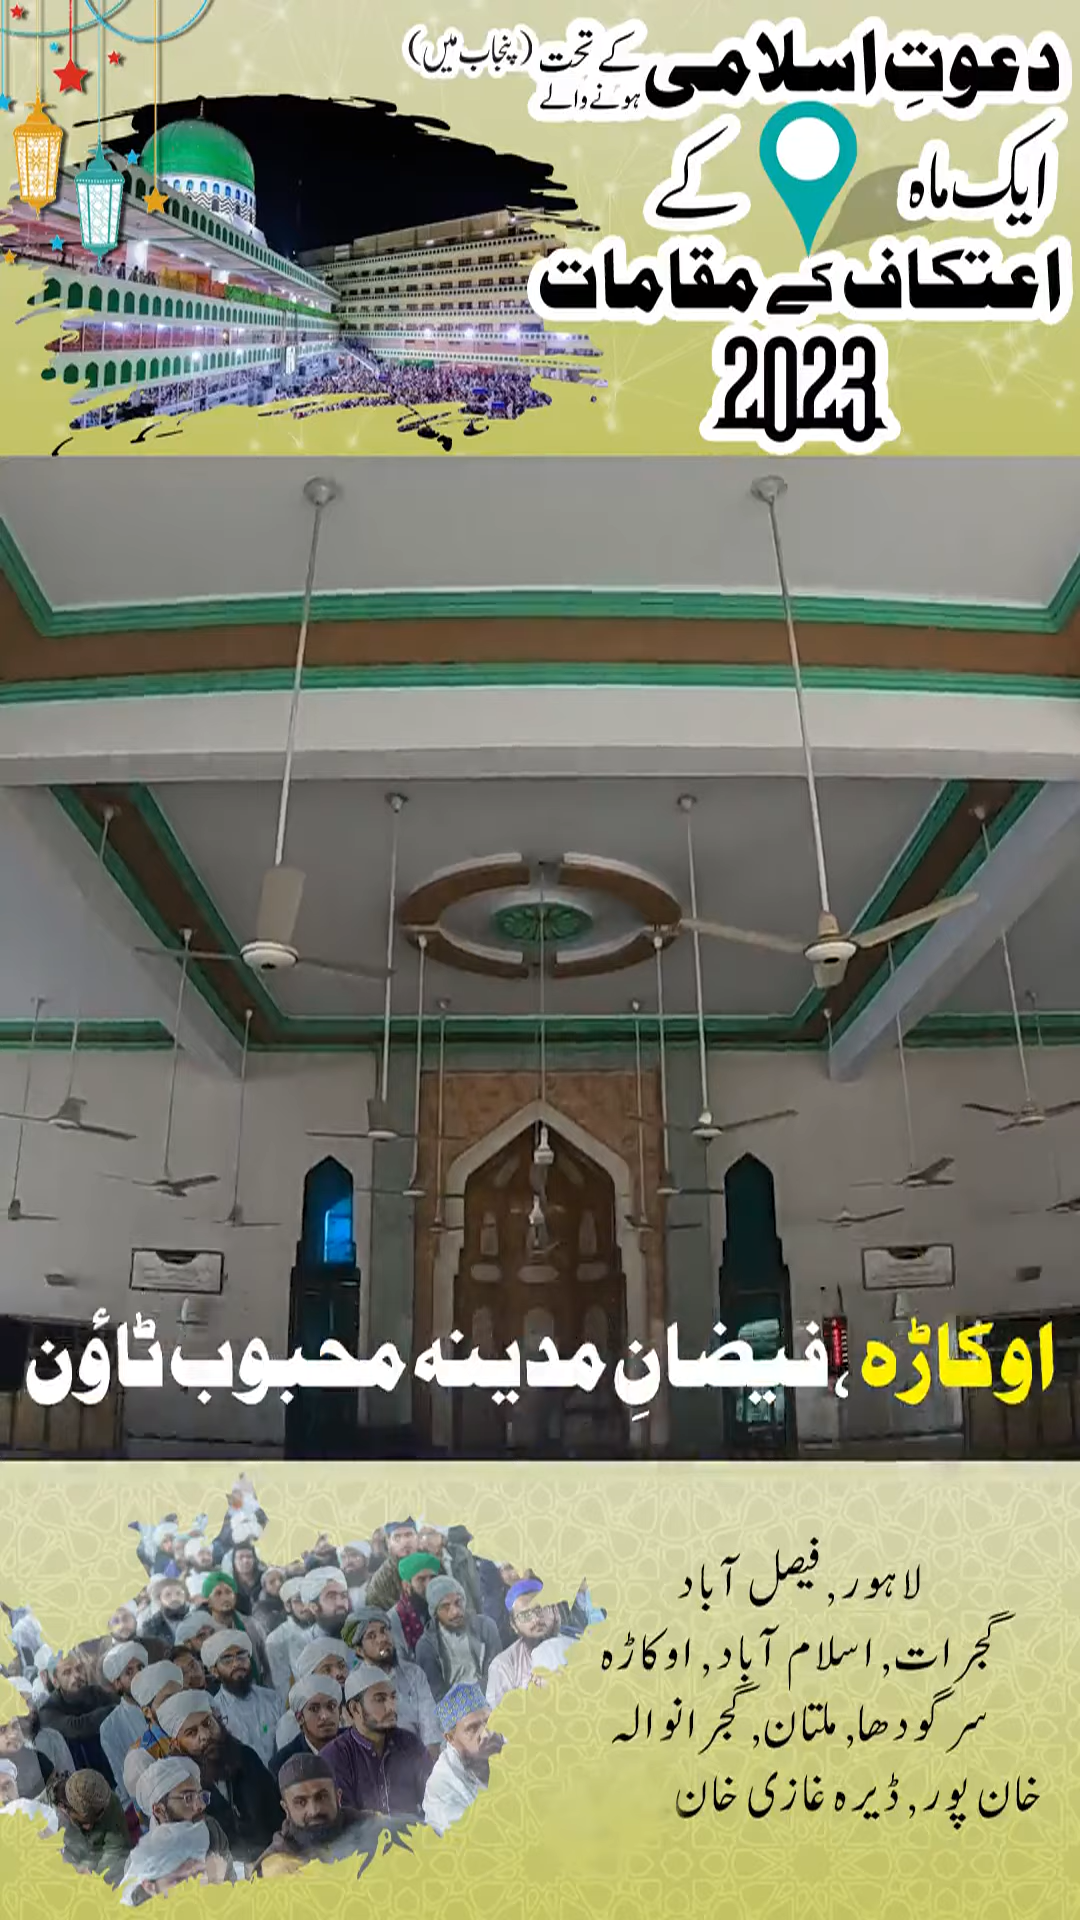 دعوتِ اسلامی کے تحت (پنجاب میں)
ہونے والے
ایک ماہ کے
اعتکاف کے مقامات
2023
اوکاڑہ، فیضانِ مدینہ محبوب ٹاؤن
لاہور, فیصل آباد
گجرات, اسلام آباد, اوکاڑہ
سرگودھا, ملتان, گجرانوالہ
خان پور, ڈیرہ غازی خان